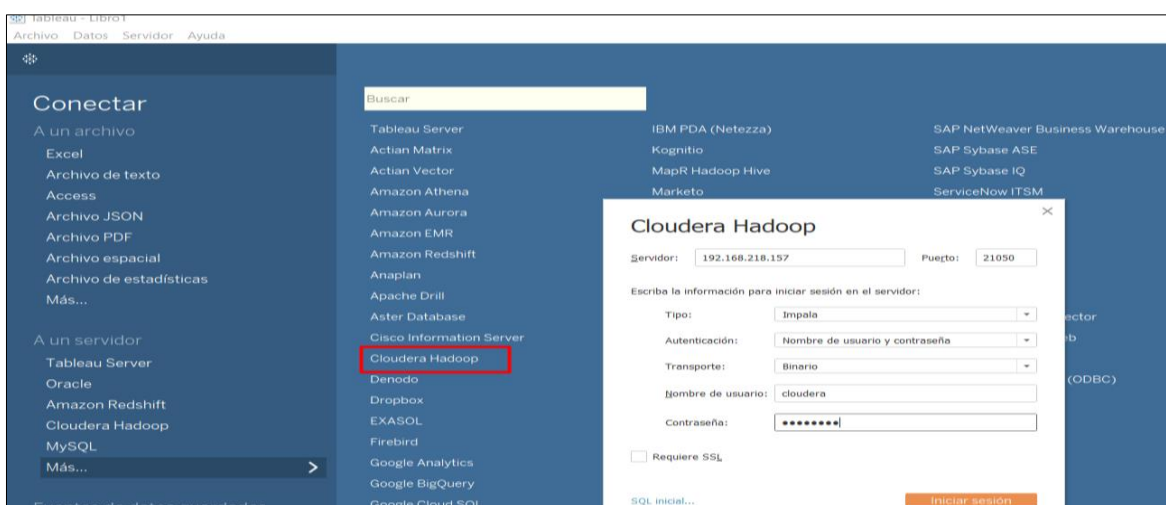 Tableau - Libro1
Archivo Datos Servidor Ayuda
Conectar
A un archivo
Excel
Archivo de texto
Access
Archivo JSON
Archivo PDF
Archivo espacial
Archivo de estadísticas
Más...
A un servidor
Tableau Server
Oracle
Amazon Redshift
Cloudera Hadoop
MySQL
Más...
Buscar
Tableau Server
Actian Matrix
Actian Vector
Amazon Athena
Amazon Aurora
Amazon EMR
Amazon Redshift
Anaplan
Apache Drill
Aster Database
Cisco Information Server
Cloudera Hadoop
Denodo
Dropbox
EXASOL
Firebird
Google Analytics
Google BigQuery
Google Cloud SQL
IBM PDA (Netezza)
Kognitio
MapR Hadoop Hive
Marketo
SAP NetWeaver Business Warehouse
SAP Sybase ASE
SAP Sybase IQ
ServiceNow ITSM
ector
eb
(ODBC)
Cloudera Hadoop
Servidor: 192.168.218.157 Puerto: 21050
Escriba la información para iniciar sesión en el servidor:
Tipo: Impala
Autenticación: Nombre de usuario y contraseña
Transporte: Binario
Nombre de usuario: cloudera
Contraseña: ••••••••
Requiere SSL
SQL inicial...
Iniciar sesión